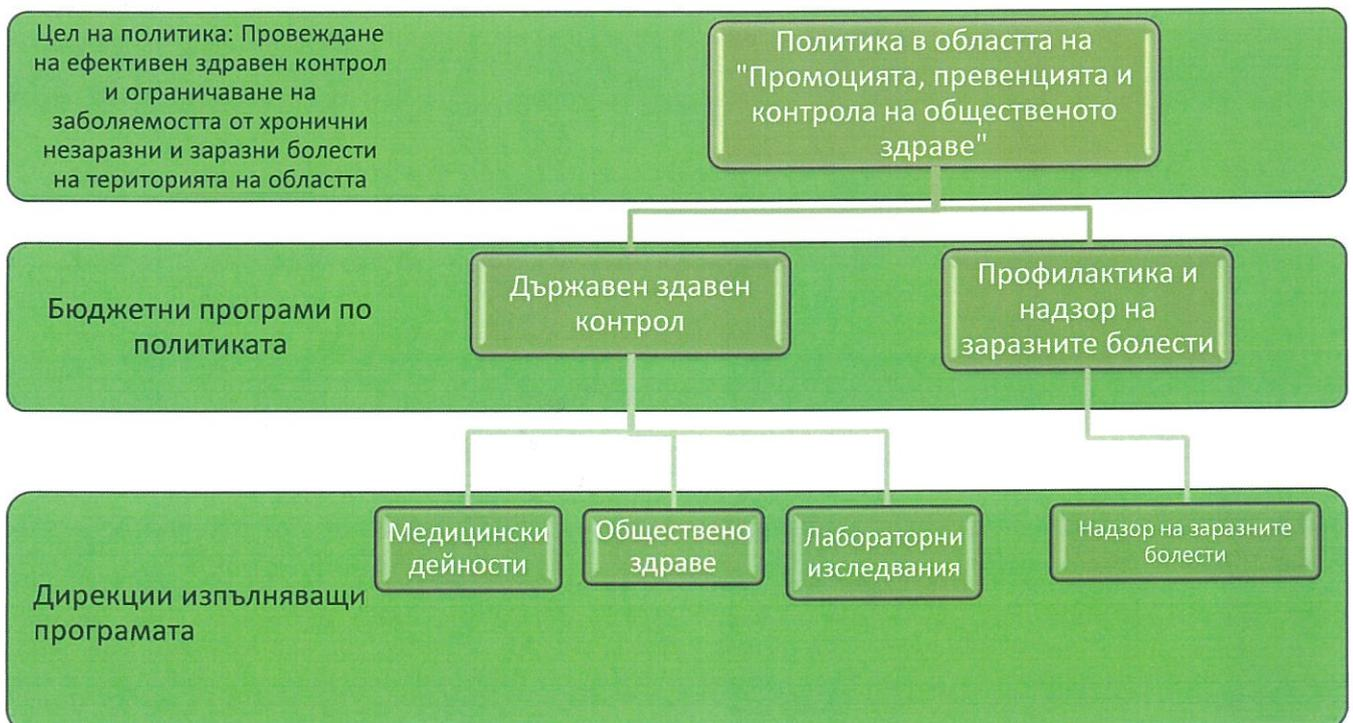 Цел на политика: Провеждане
на ефективен здравен контрол
и ограничаване на
заболяемостта от хронични
незаразни и заразни болести
на територията на областта
Политика в областта на
"Промоцията, превенцията и
контрола на общественото
здраве"
Бюджетни програми по
политиката
Държавен здавен
контрол
Профилактика и
надзор на
заразните болести
Дирекции изпълняващи
програмата
Медицински
дейности
Обществено
здраве
Лабораторни
изследвания
Надзор на заразните
болести